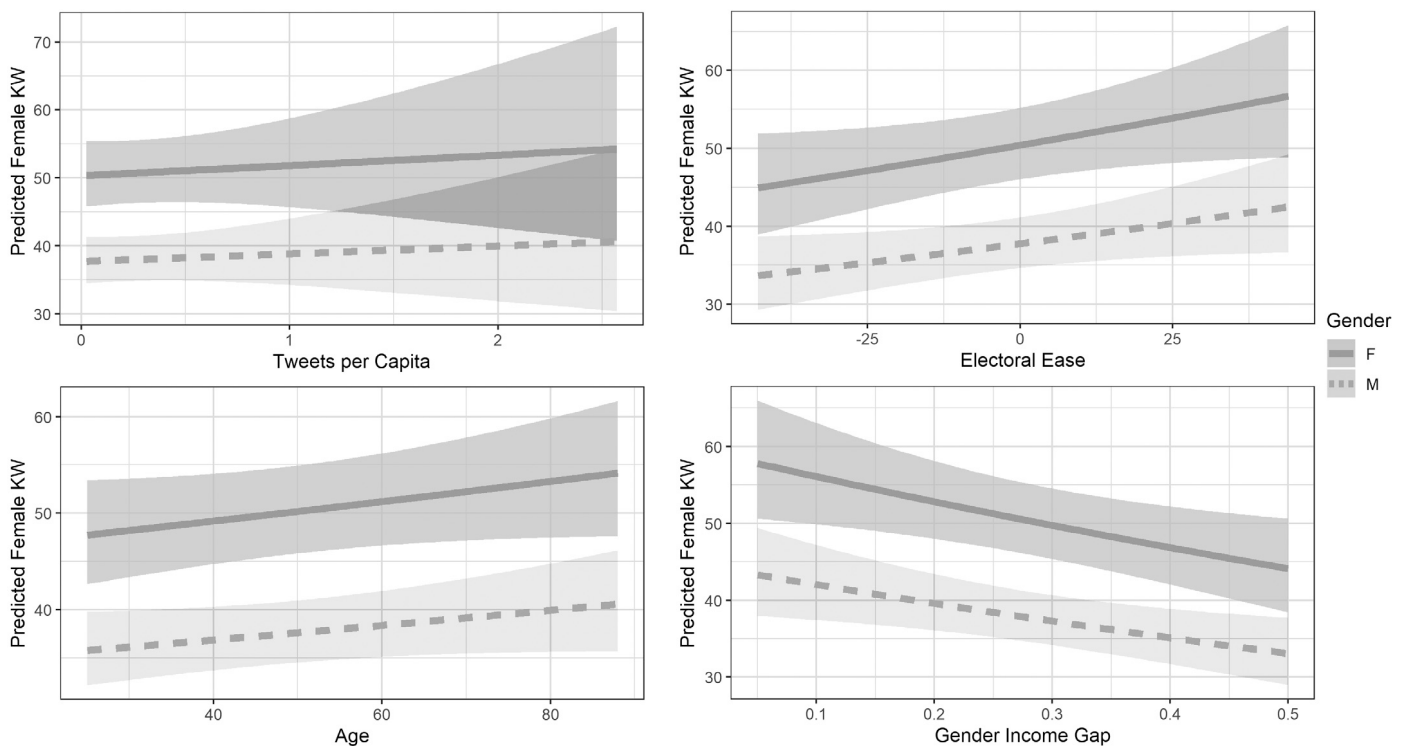 Predicted Female KW
70
60
50
40
30
0
1
2
Tweets per Capita
Predicted Female KW
60
50
40
30
-25
0
25
Electoral Ease
Gender
F
M
Predicted Female KW
60
50
40
40
60
80
Age
Predicted Female KW
60
50
40
30
0.1
0.2
0.3
0.4
0.5
Gender Income Gap